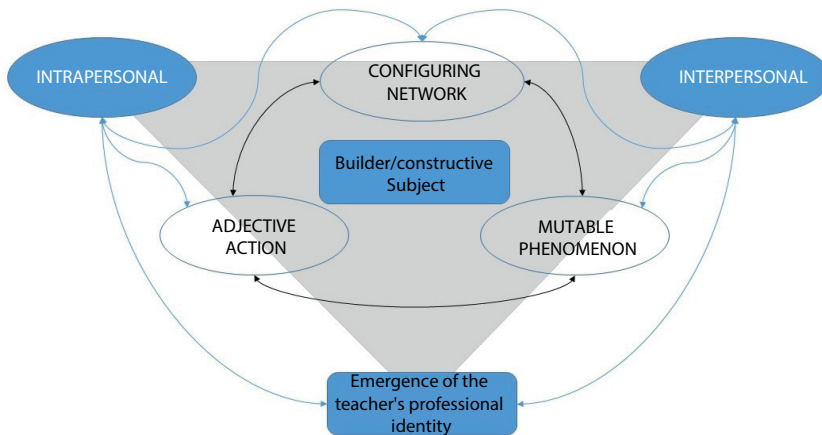 INTRAPERSONAL
CONFIGURING
NETWORK
INTERPERSONAL
Builder/constructive
Subject
ADJECTIVE
ACTION
MUTABLE
PHENOMENON
Emergence of the
teacher's professional
identity